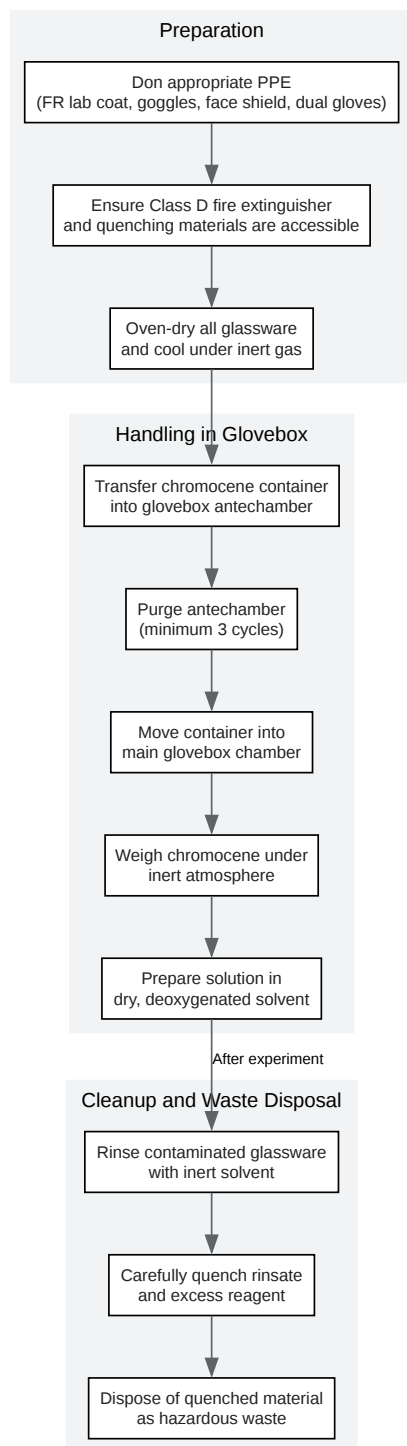 Preparation
Don appropriate PPE
(FR lab coat, goggles, face shield, dual gloves)
Ensure Class D fire extinguisher
and quenching materials are accessible
Oven-dry all glassware
and cool under inert gas
Handling in Glovebox
Transfer chromocene container
into glovebox antechamber
Purge antechamber
(minimum 3 cycles)
Move container into
main glovebox chamber
Weigh chromocene under
inert atmosphere
Prepare solution in
dry, deoxygenated solvent
After experiment
Cleanup and Waste Disposal
Rinse contaminated glassware
with inert solvent
Carefully quench rinsate
and excess reagent
Dispose of quenched material
as hazardous waste